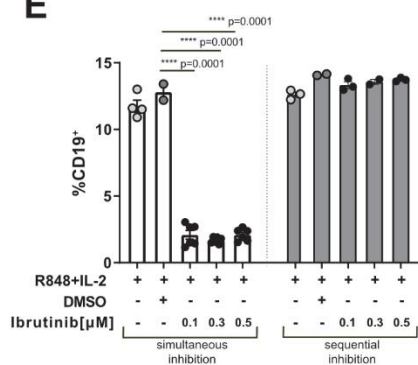 E
**** p=0.0001
**** p=0.0001
**** p=0.0001
%CD19+
15
10
5
0
R848+IL-2 + + + + + + + + + +
DMSO - + - - - - + - - -
Ibrutinib[µM] - - 0.1 0.3 0.5 - - 0.1 0.3 0.5
simultaneous inhibition
sequential inhibition